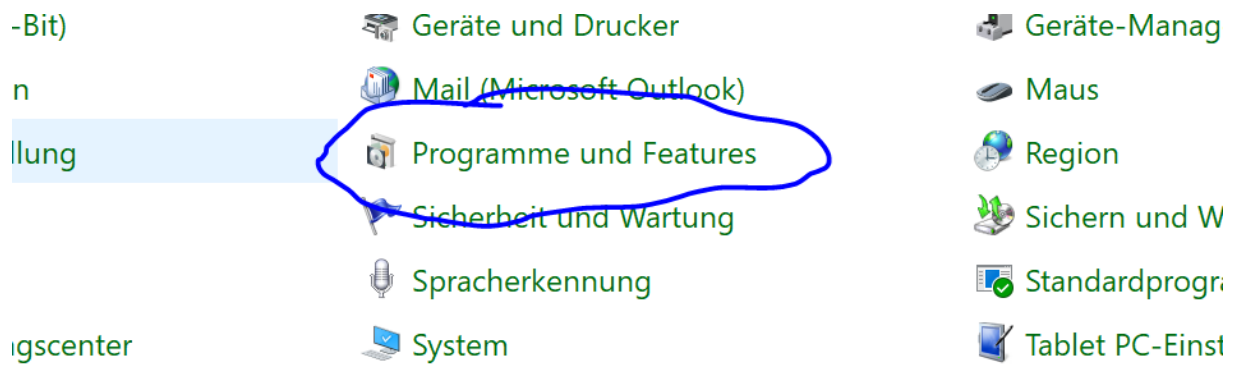 -Bit) Geräte und Drucker Geräte-Manag
n Mail (Microsoft Outlook) Maus
llung Programme und Features Region
Sicherheit und Wartung Sichern und W
Spracherkennung Standardprogra
gscenter System Tablet PC-Einst